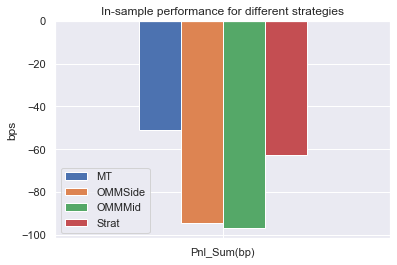 In-sample performance for different strategies
0
−20
−40
−60
−80
−100
bps
MT
OMMSide
OMMMid
Strat
Pnl_Sum(bp)